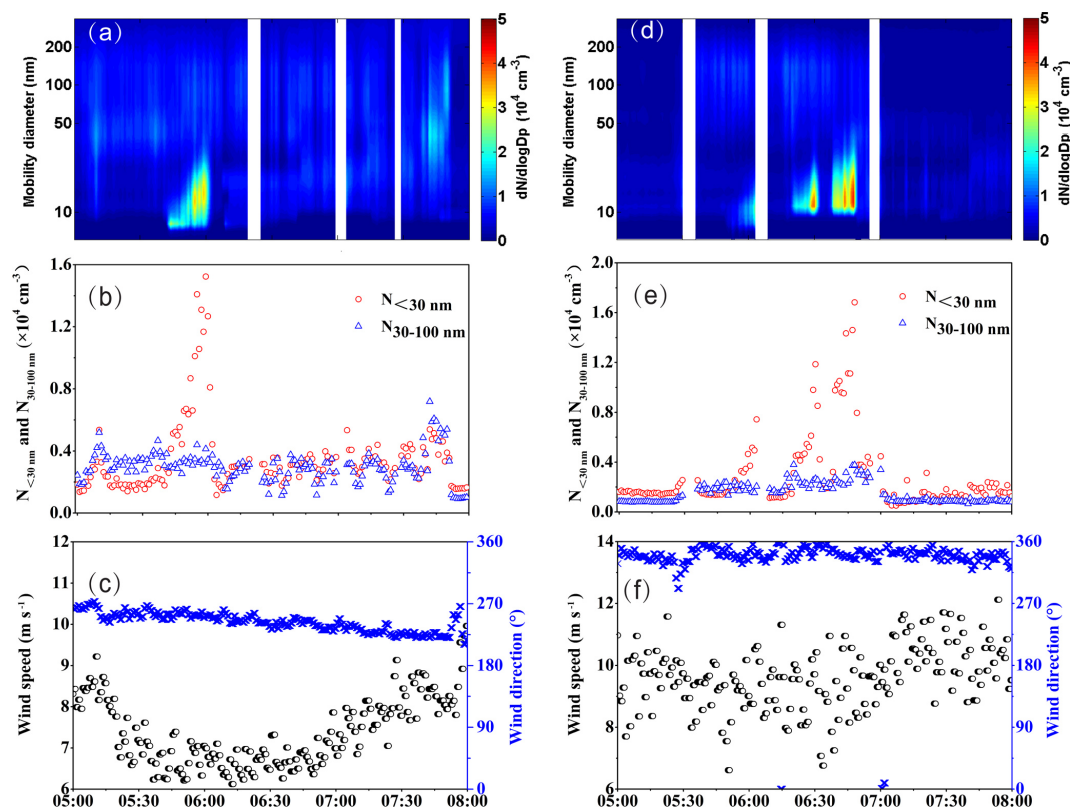 (a)
Mobility diameter (nm)
200
100
50
10
5
4
3
2
1
0
dN/dlogDp (10⁴ cm⁻³)
(d)
Mobility diameter (nm)
200
100
50
10
5
4
3
2
1
0
dN/dlogDp (10⁴ cm⁻³)
(b)
N<30 nm and N30-100 nm (×10⁴ cm⁻³)
1.6
1.2
0.8
0.4
0.0
N<30 nm
N30-100 nm
(e)
N<30 nm and N30-100 nm (×10⁴ cm⁻³)
2.0
1.6
1.2
0.8
0.4
0.0
N<30 nm
N30-100 nm
(c)
Wind speed (m s⁻¹)
12
11
10
9
8
7
6
360
270
180
90
0
Wind direction (°)
05:00 05:30 06:00 06:30 07:00 07:30 08:00
(f)
Wind speed (m s⁻¹)
14
12
10
8
6
360
270
180
90
0
Wind direction (°)
05:00 05:30 06:00 06:30 07:00 07:30 08:00